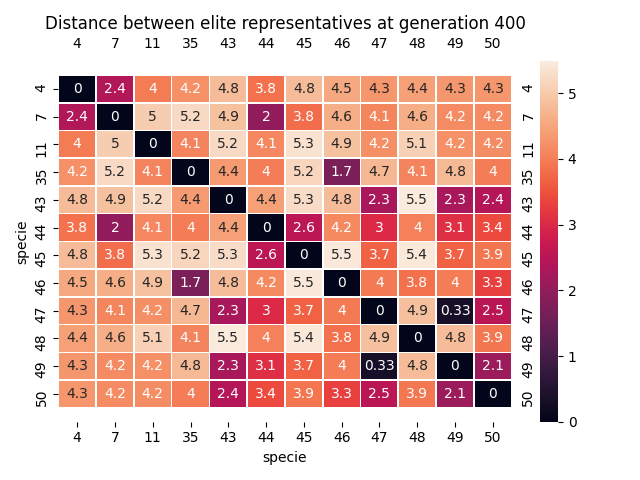 Distance between elite representatives at generation 400
4 7 11 35 43 44 45 46 47 48 49 50
4 0 2.4 4 4.2 4.8 3.8 4.8 4.5 4.3 4.4 4.3 4.3 4
7 2.4 0 5 5.2 4.9 2 3.8 4.6 4.1 4.6 4.2 4.2 7
11 4 5 0 4.1 5.2 4.1 5.3 4.9 4.2 5.1 4.2 4.2 11
35 4.2 5.2 4.1 0 4.4 4 5.2 1.7 4.7 4.1 4.8 4 35
43 4.8 4.9 5.2 4.4 0 4.4 5.3 4.8 2.3 5.5 2.3 2.4 43
44 3.8 2 4.1 4 4.4 0 2.6 4.2 3 4 3.1 3.4 44
45 4.8 3.8 5.3 5.2 5.3 2.6 0 5.5 3.7 5.4 3.7 3.9 45
46 4.5 4.6 4.9 1.7 4.8 4.2 5.5 0 4 3.8 4 3.3 46
47 4.3 4.1 4.2 4.7 2.3 3 3.7 4 0 4.9 0.33 2.5 47
48 4.4 4.6 5.1 4.1 5.5 4 5.4 3.8 4.9 0 4.8 3.9 48
49 4.3 4.2 4.2 4.8 2.3 3.1 3.7 4 0.33 4.8 0 2.1 49
50 4.3 4.2 4.2 4 2.4 3.4 3.9 3.3 2.5 3.9 2.1 0 50
4 7 11 35 43 44 45 46 47 48 49 50
specie
specie
5
4
3
2
1
0